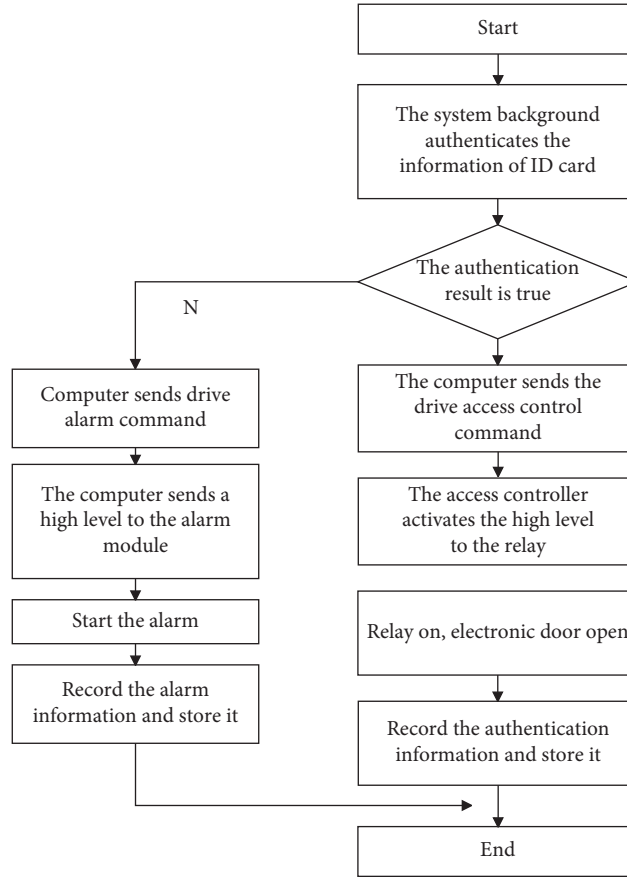 Start
The system background
authenticates the
information of ID card
The authentication
result is true
N
Computer sends drive
alarm command
The computer sends a
high level to the alarm
module
Start the alarm
Record the alarm
information and store it
The computer sends the
drive access control
command
The access controller
activates the high level
to the relay
Relay on, electronic door open
Record the authentication
information and store it
End